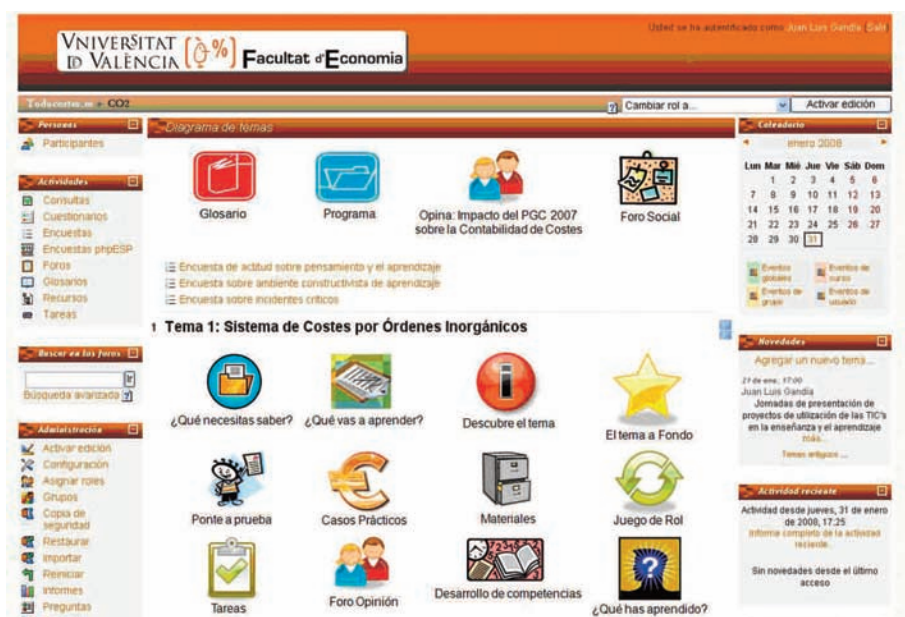 Usted se ha autentificado como Juan Luis Gandía (Salir)
VNIVERSITAT
ID VALÈNCIA
Facultat d'Economia
Todocostes.es ► CO2
Cambiar rol a...
Activar edición
Personas
Participantes
Actividades
Consultas
Cuestionarios
Encuestas
Encuestas phpESP
Foros
Glosarios
Recursos
Tareas
Buscar en los foros
Ir
Búsqueda avanzada
Administración
Activar edición
Configuración
Asignar roles
Grupos
Copia de
seguridad
Restaurar
Importar
Reiniciar
Informes
Preguntas
Diagrama de temas
Glosario
Programa
Opina: Impacto del PGC 2007
sobre la Contabilidad de Costes
Foro Social
Encuesta de actitud sobre pensamiento y el aprendizaje
Encuesta sobre ambiente constructivista de aprendizaje
Encuesta sobre incidentes críticos
1 Tema 1: Sistema de Costes por Órdenes Inorgánicos
¿Qué necesitas saber?
¿Qué vas a aprender?
Descubre el tema
El tema a Fondo
Ponte a prueba
Casos Prácticos
Materiales
Juego de Rol
Tareas
Foro Opinión
Desarrollo de competencias
¿Qué has aprendido?
Calendario
enero 2008
Lun Mar Mié Jue Vie Sáb Dom
1 2 3 4 5 6
7 8 9 10 11 12 13
14 15 16 17 18 19 20
21 22 23 24 25 26 27
28 29 30 31
Eventos globales
Eventos de curso
Eventos de grupo
Eventos de usuario
Novedades
Agregar un nuevo tema...
de ene, 17:00
Juan Luis Gandía
Jornadas de presentación de
proyectos de utilización de las TIC's
en la enseñanza y el aprendizaje
más...
Temas antiguos ...
Actividad reciente
Actividad desde jueves, 31 de enero
de 2008, 17:25
Informe completo de la actividad
reciente...
Sin novedades desde el último
acceso